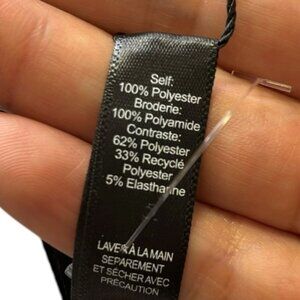 Self:
100% Polyester
Broderie:
100% Polyamide
Contraste:
62% Polyester
33% Recyclé
Polyester
5% Elasthanne
LAVER À LA MAIN
SEPAREMENT
ET SÉCHER AVEC
PRÉCAUTION